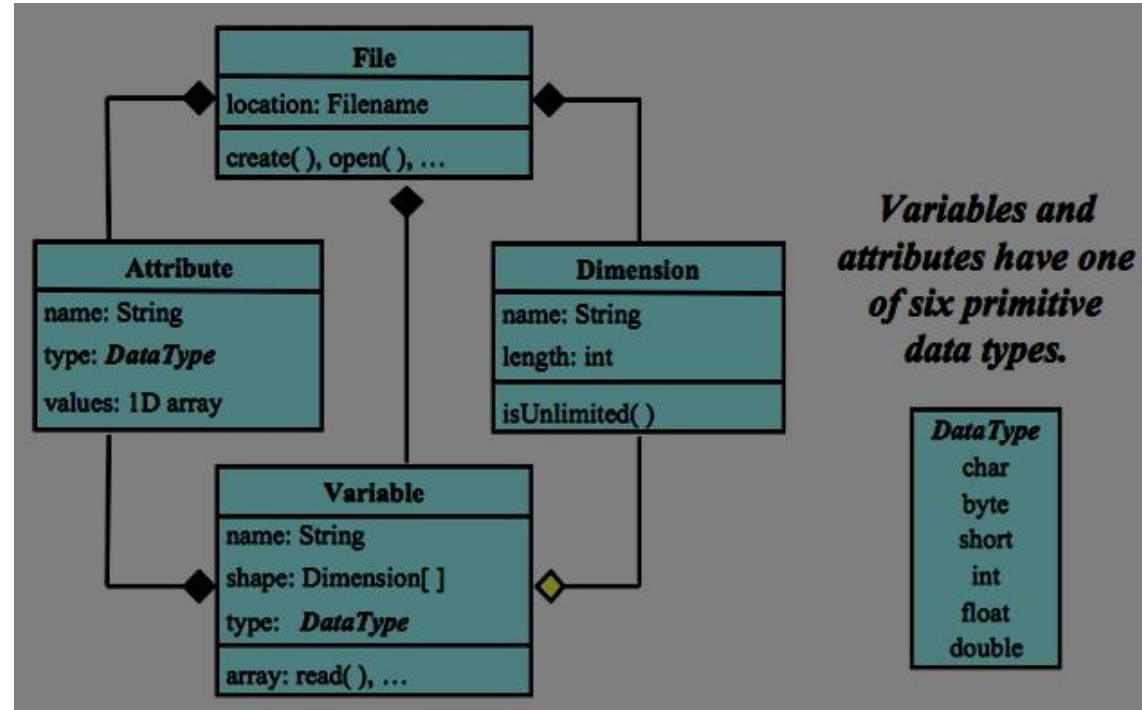 File
location: Filename
create( ), open( ), ...
Attribute
name: String
type: DataType
values: 1D array
Dimension
name: String
length: int
isUnlimited( )
Variable
name: String
shape: Dimension[ ]
type: DataType
array: read( ), ...
Variables and
attributes have one
of six primitive
data types.
DataType
char
byte
short
int
float
double